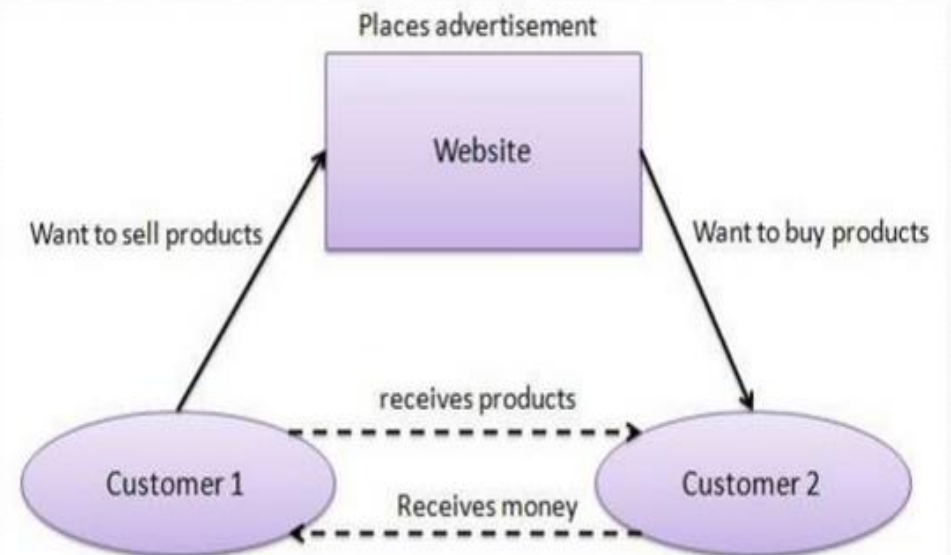 Places advertisement
Website
Want to sell products
Want to buy products
receives products
Customer 1
Customer 2
Receives money